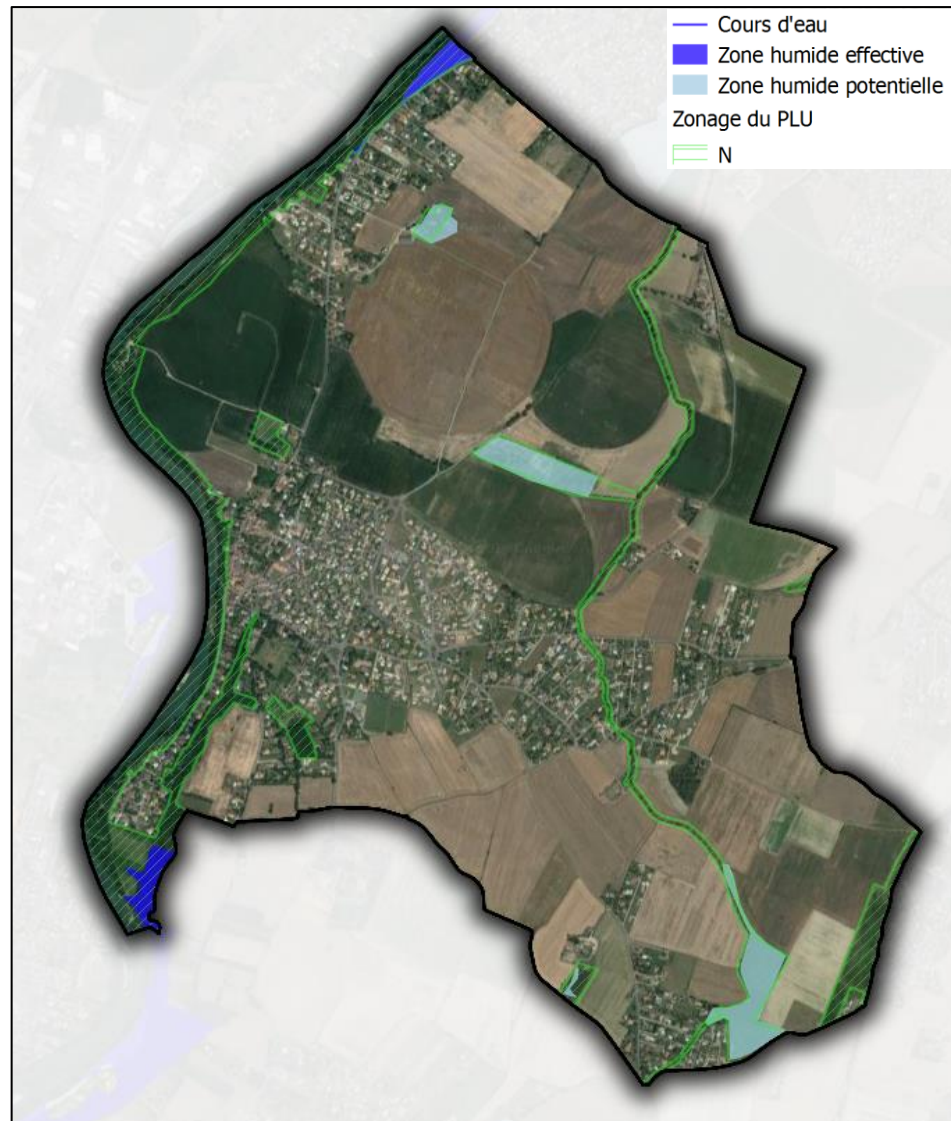 Cours d'eau
Zone humide effective
Zone humide potentielle
Zonage du PLU
N